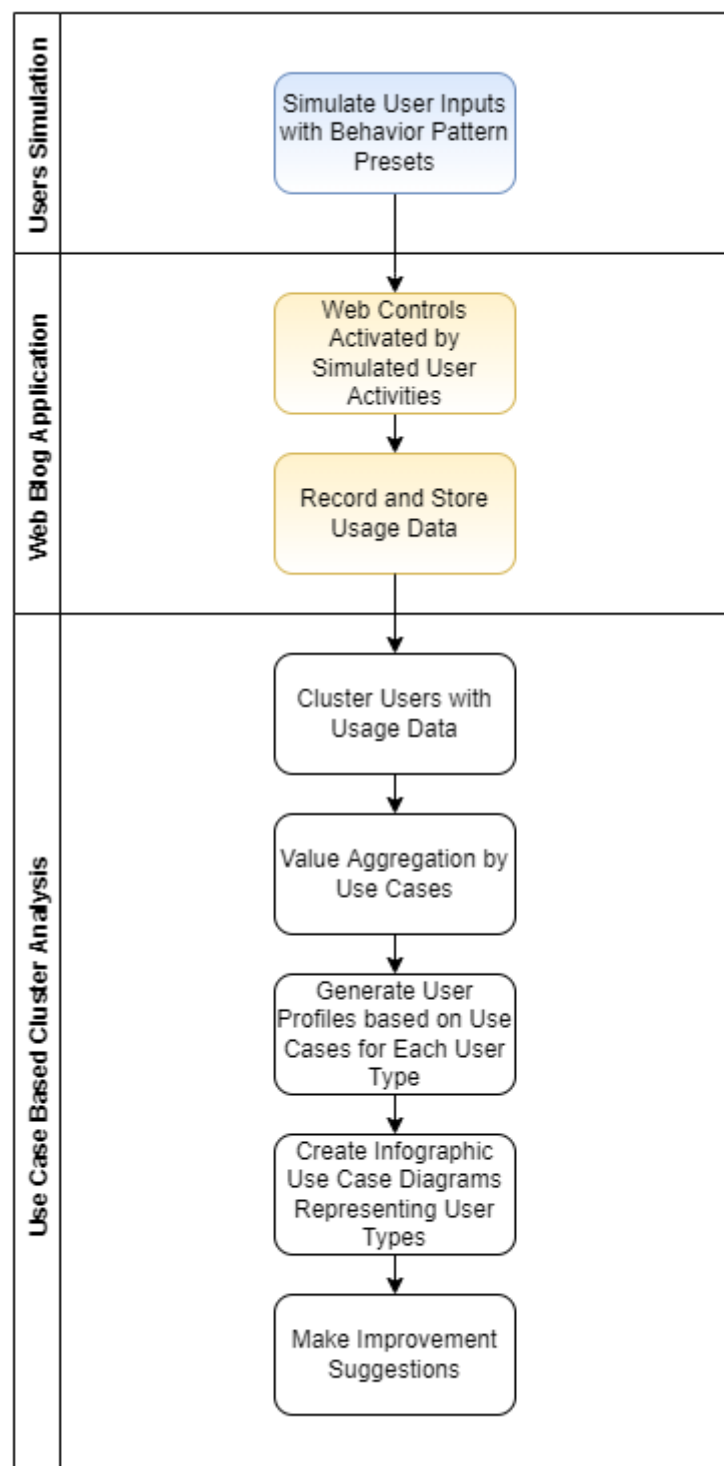 Users Simulation
Simulate User Inputs
with Behavior Pattern
Presets
Web Blog Application
Web Controls
Activated by
Simulated User
Activities
Record and Store
Usage Data
Use Case Based Cluster Analysis
Cluster Users with
Usage Data
Value Aggregation by
Use Cases
Generate User
Profiles based on Use
Cases for Each User
Type
Create Infographic
Use Case Diagrams
Representing User
Types
Make Improvement
Suggestions